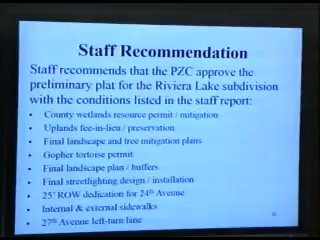 Staff Recommendation
Staff recommends that the PZC approve the
preliminary plat for the Riviera Lake subdivision
with the conditions listed in the staff report:
• County wetlands resource permit / mitigation
• Uplands fee-in-lieu / preservation
• Final landscape and tree mitigation plans
• Gopher tortoise permit
• Final landscape plan / buffers
• Final streetlighting design / installation
• 25' ROW dedication for 24th Avenue
• Internal & external sidewalks
• 27th Avenue left-turn lane